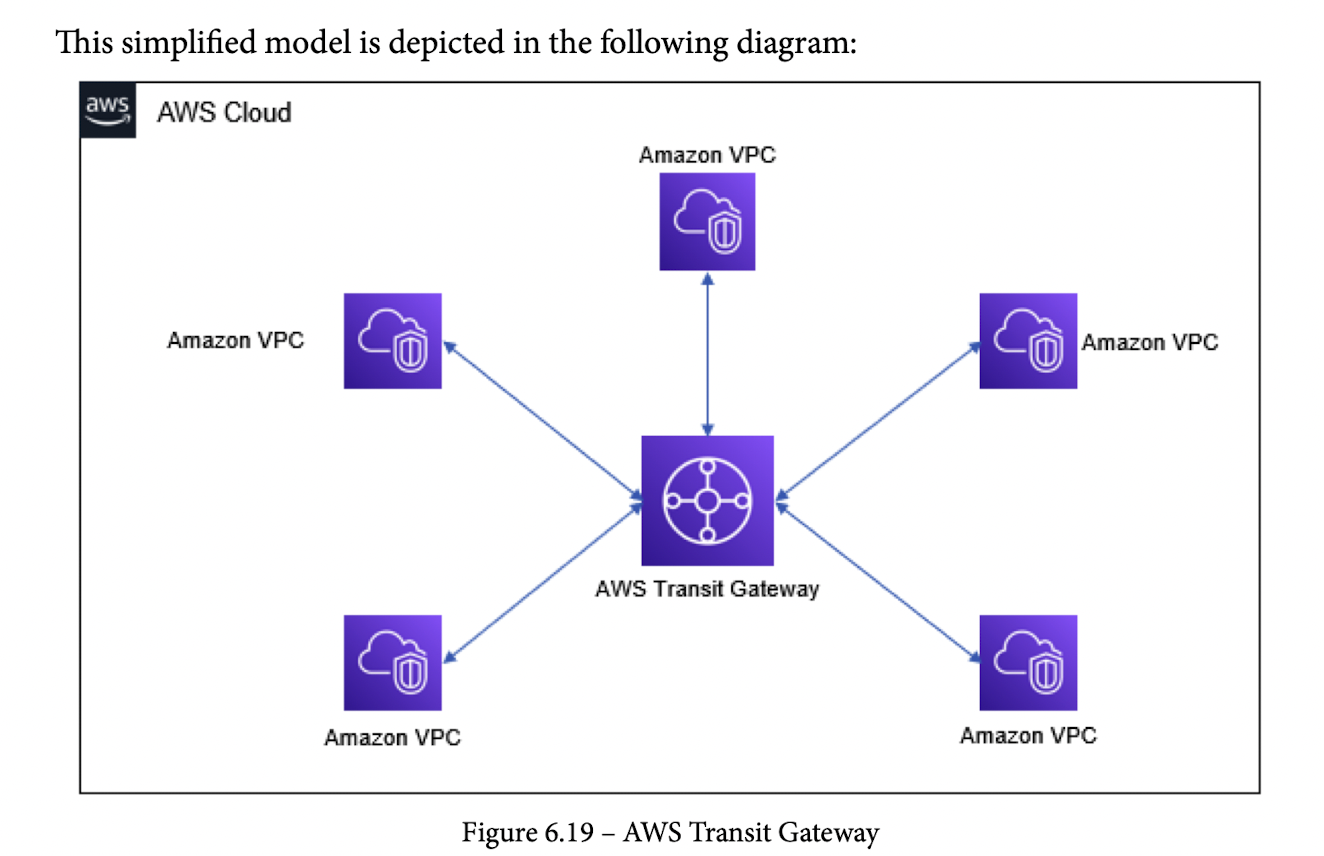 This simplified model is depicted in the following diagram:
aws
AWS Cloud
Amazon VPC
Amazon VPC
Amazon VPC
AWS Transit Gateway
Amazon VPC
Amazon VPC
Figure 6.19 – AWS Transit Gateway